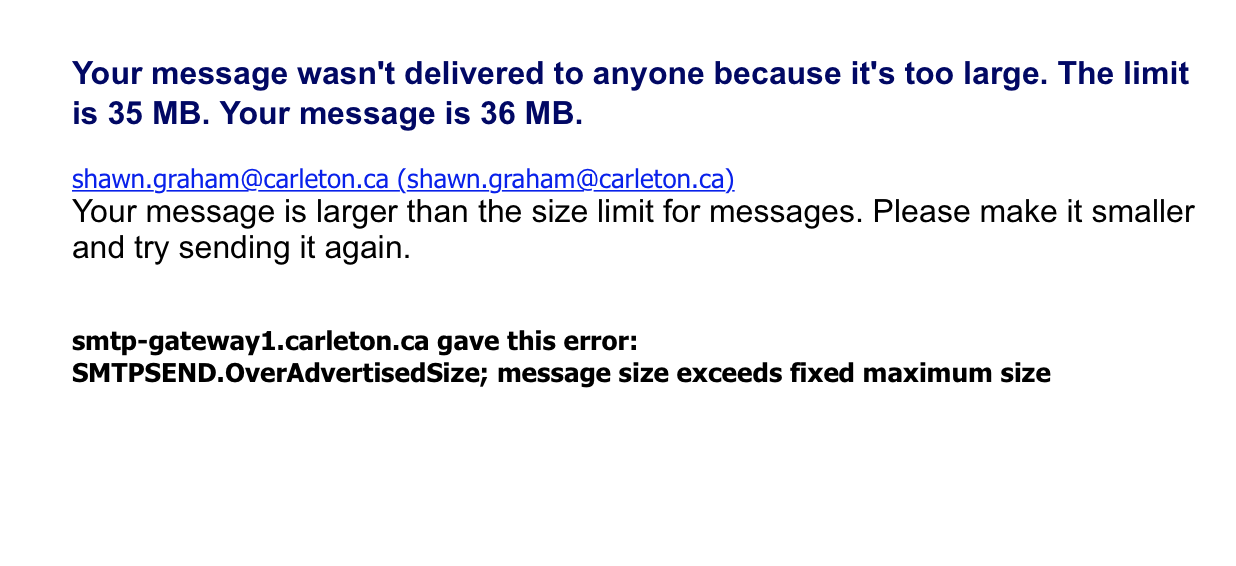 Your message wasn't delivered to anyone because it's too large. The limit
is 35 MB. Your message is 36 MB.
shawn.graham@carleton.ca (shawn.graham@carleton.ca)
Your message is larger than the size limit for messages. Please make it smaller
and try sending it again.
smtp-gateway1.carleton.ca gave this error:
SMTPSEND.OverAdvertisedSize; message size exceeds fixed maximum size